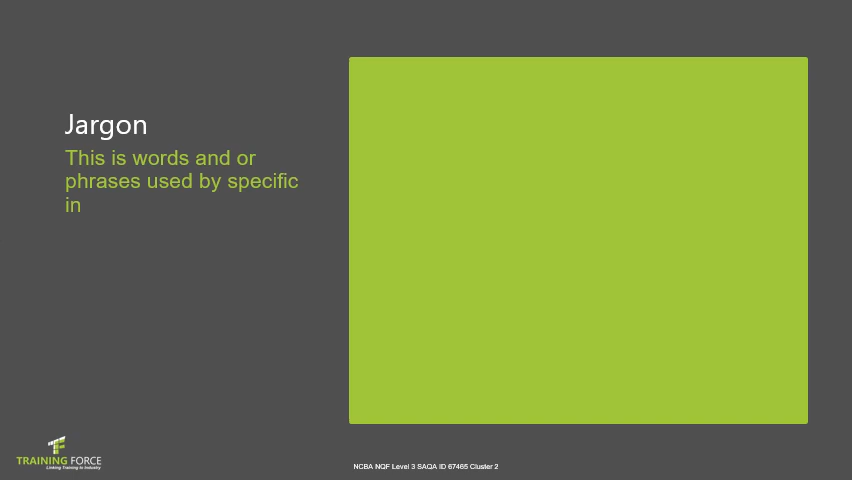 Jargon
This is words and or
phrases used by specific
in
TRAINING FORCE
Linking Training to Industry
NCBA NQF Level 3 SAQA ID 67465 Cluster 2